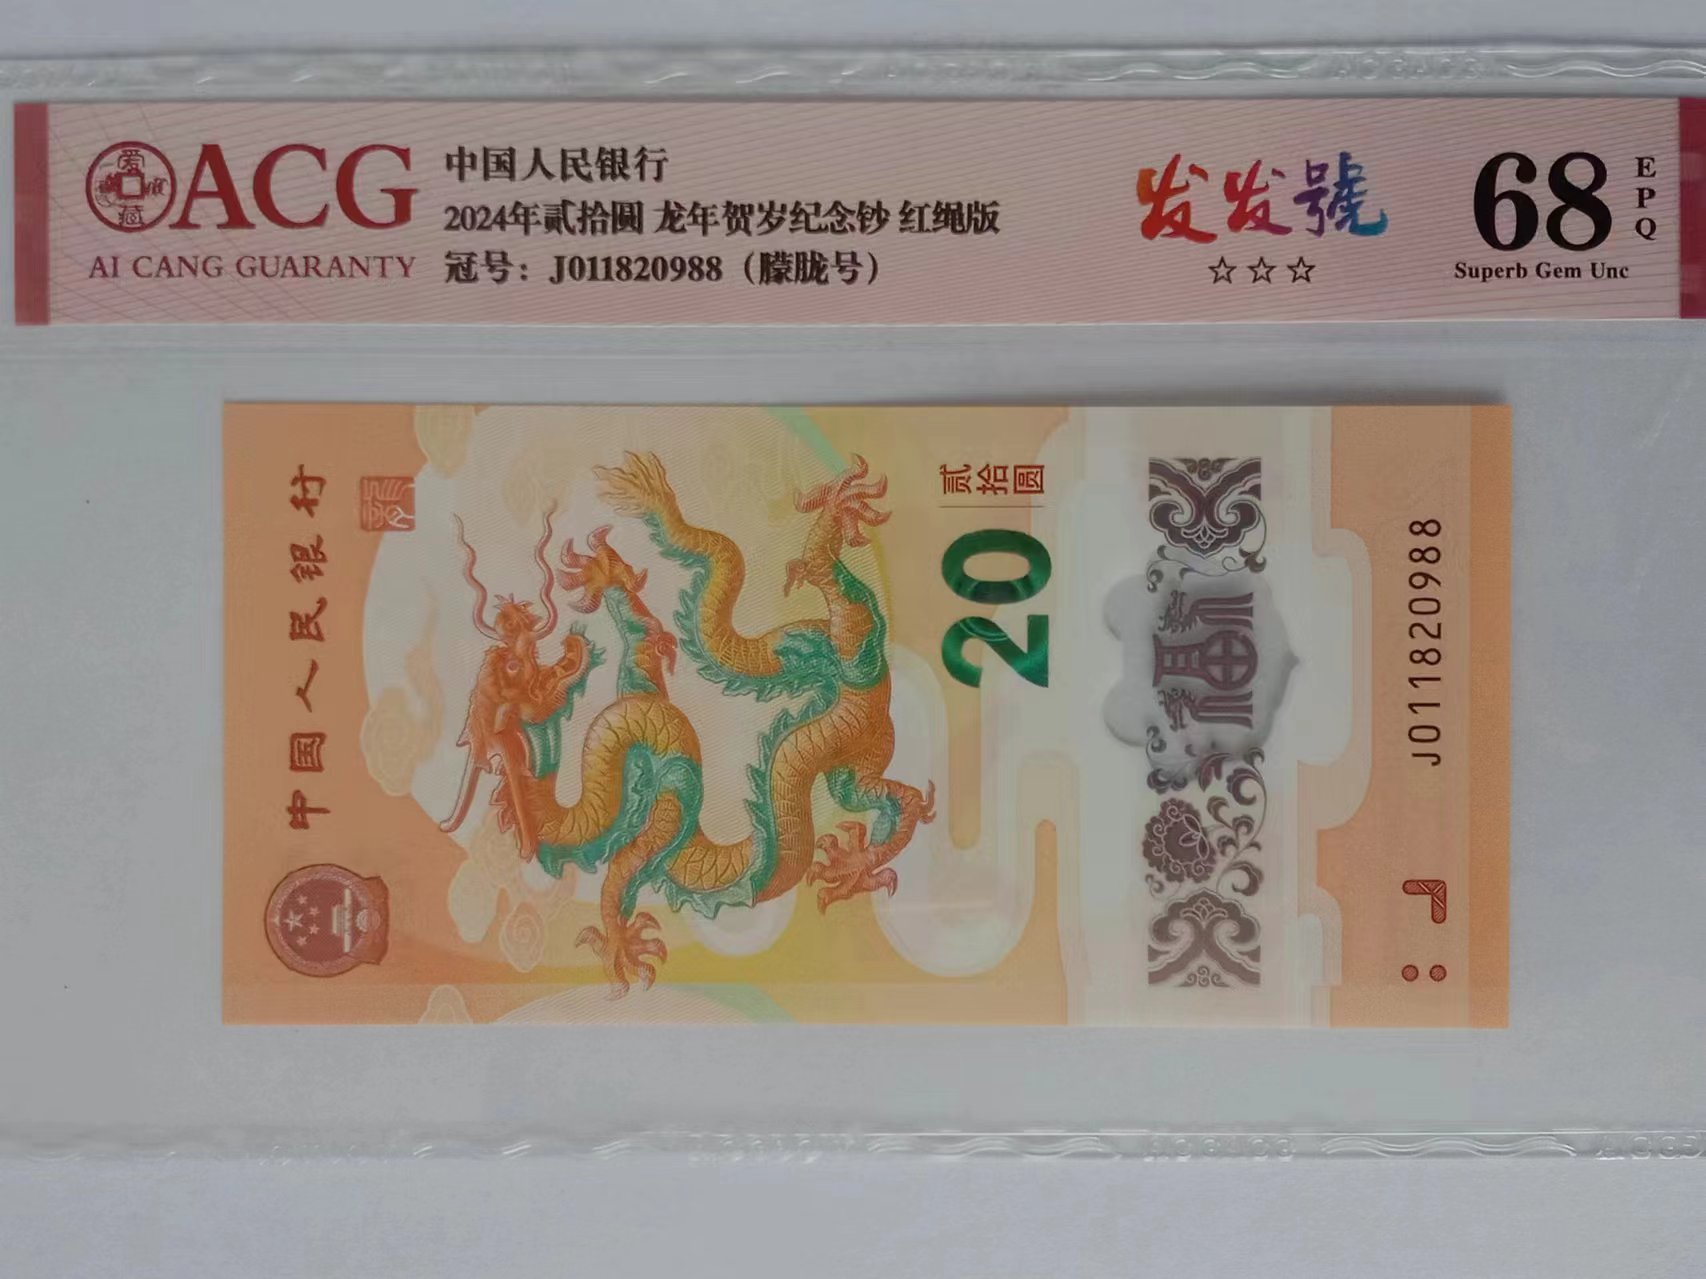 ACG
AI CANG GUARANTY
中国人民银行
2024年贰拾圆 龙年贺岁纪念钞 红绳版
冠号：J011820988（朦胧号）
发发號
☆☆☆
68
EPQ
Superb Gem Unc
中国人民银行
贰拾圆
20
J011820988